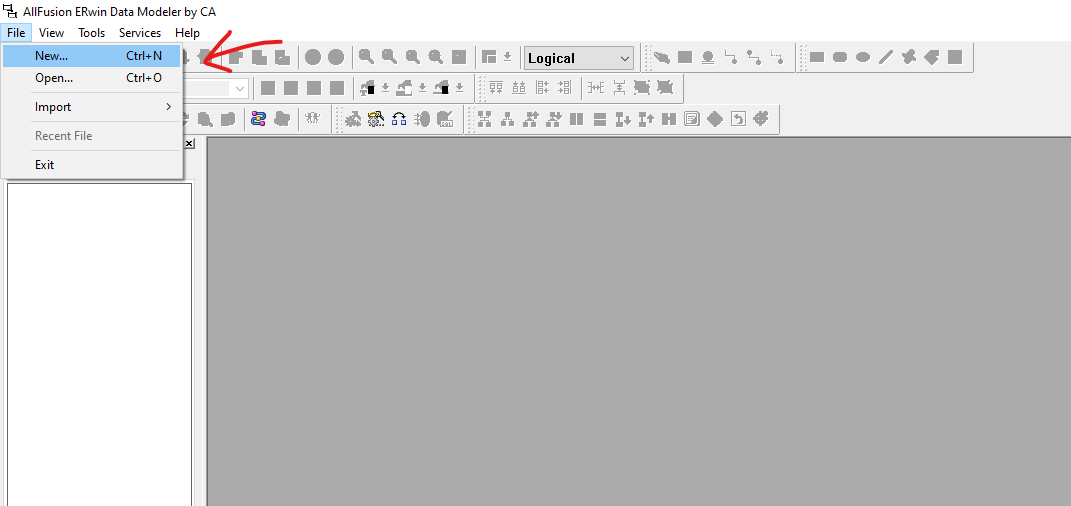 AllFusion ERwin Data Modeler by CA
File View Tools Services Help
New... Ctrl+N
Open... Ctrl+O
Import
Recent File
Exit
Logical